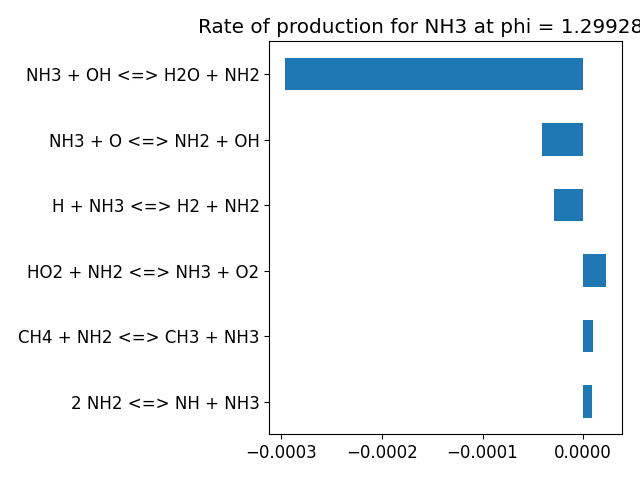 Rate of production for NH3 at phi = 1.29928
NH3 + OH <=> H2O + NH2
NH3 + O <=> NH2 + OH
H + NH3 <=> H2 + NH2
HO2 + NH2 <=> NH3 + O2
CH4 + NH2 <=> CH3 + NH3
2 NH2 <=> NH + NH3
−0.0003 −0.0002 −0.0001 0.0000